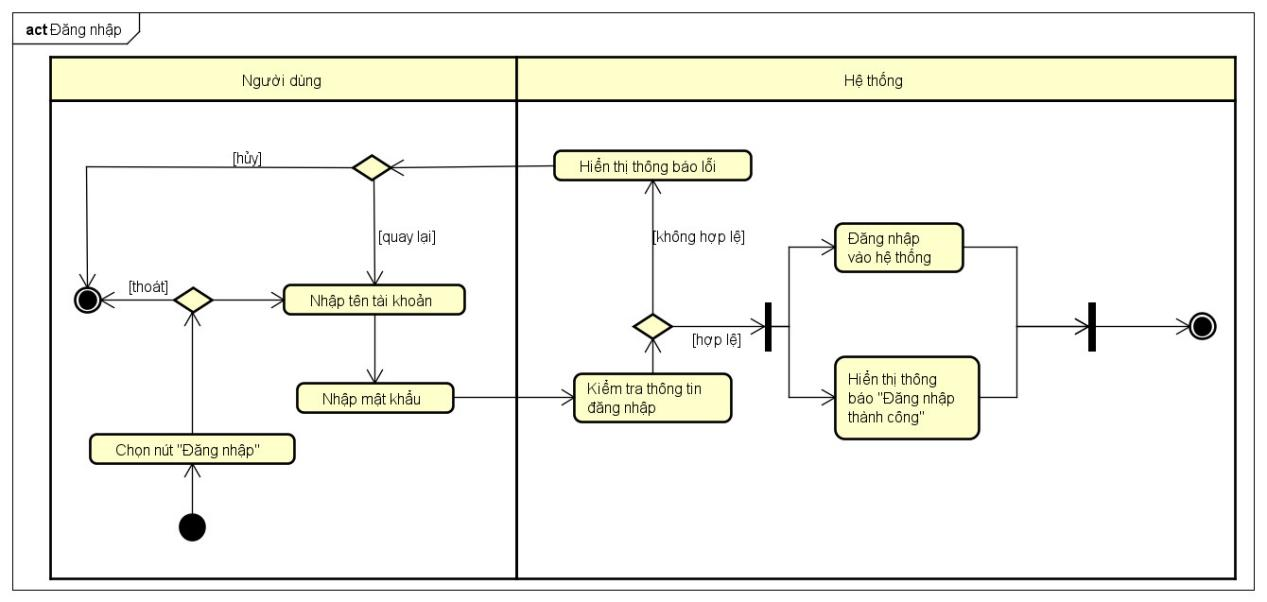 act Đăng nhập
Người dùng
Hệ thống
[hủy]
Hiển thị thông báo lỗi
[quay lại]
[không hợp lệ]
Đăng nhập
vào hệ thống
[thoát]
Nhập tên tài khoản
[hợp lệ]
Nhập mật khẩu
Kiểm tra thông tin
đăng nhập
Hiển thị thông
báo "Đăng nhập
thành công"
Chọn nút "Đăng nhập"